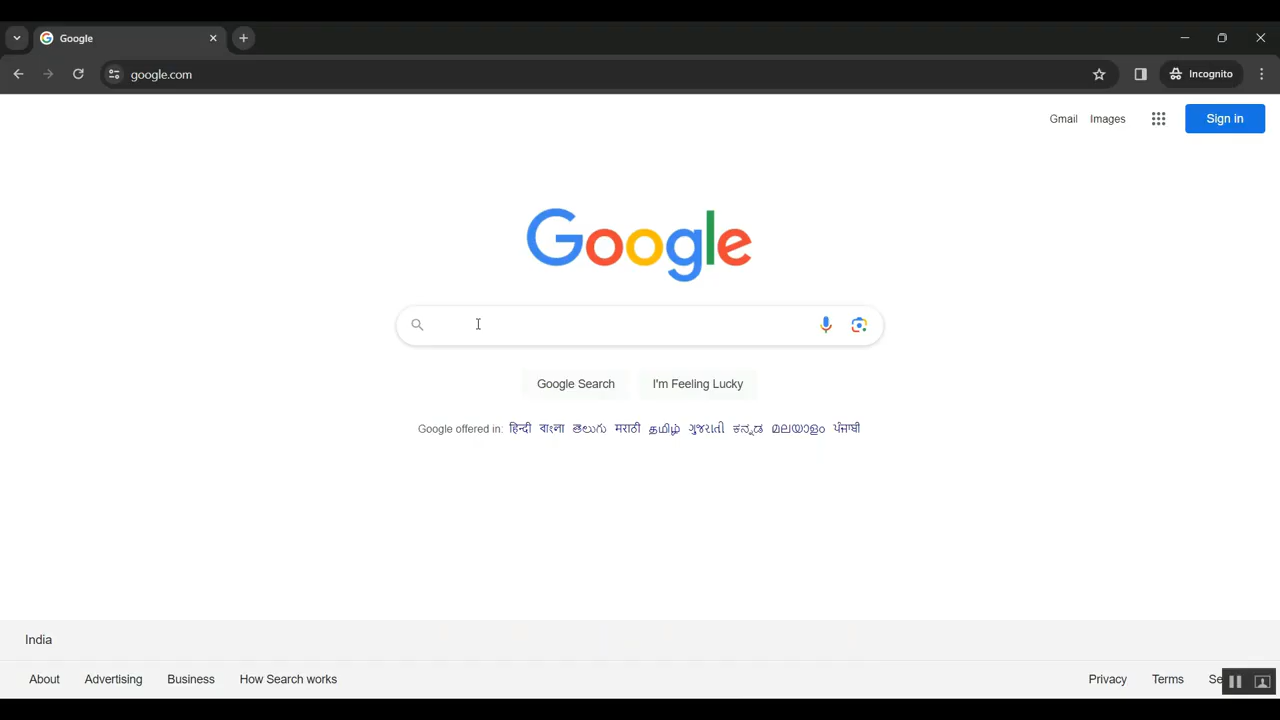 Google
google.com
Incognito
Gmail Images
Sign in
Google
Google Search I'm Feeling Lucky
Google offered in: हिन्दी বাংলা తెలుగు मराठी தமிழ் ગુજરાતી ಕನ್ನಡ മലയാളം ਪੰਜਾਬੀ
India
About Advertising Business How Search works Privacy Terms